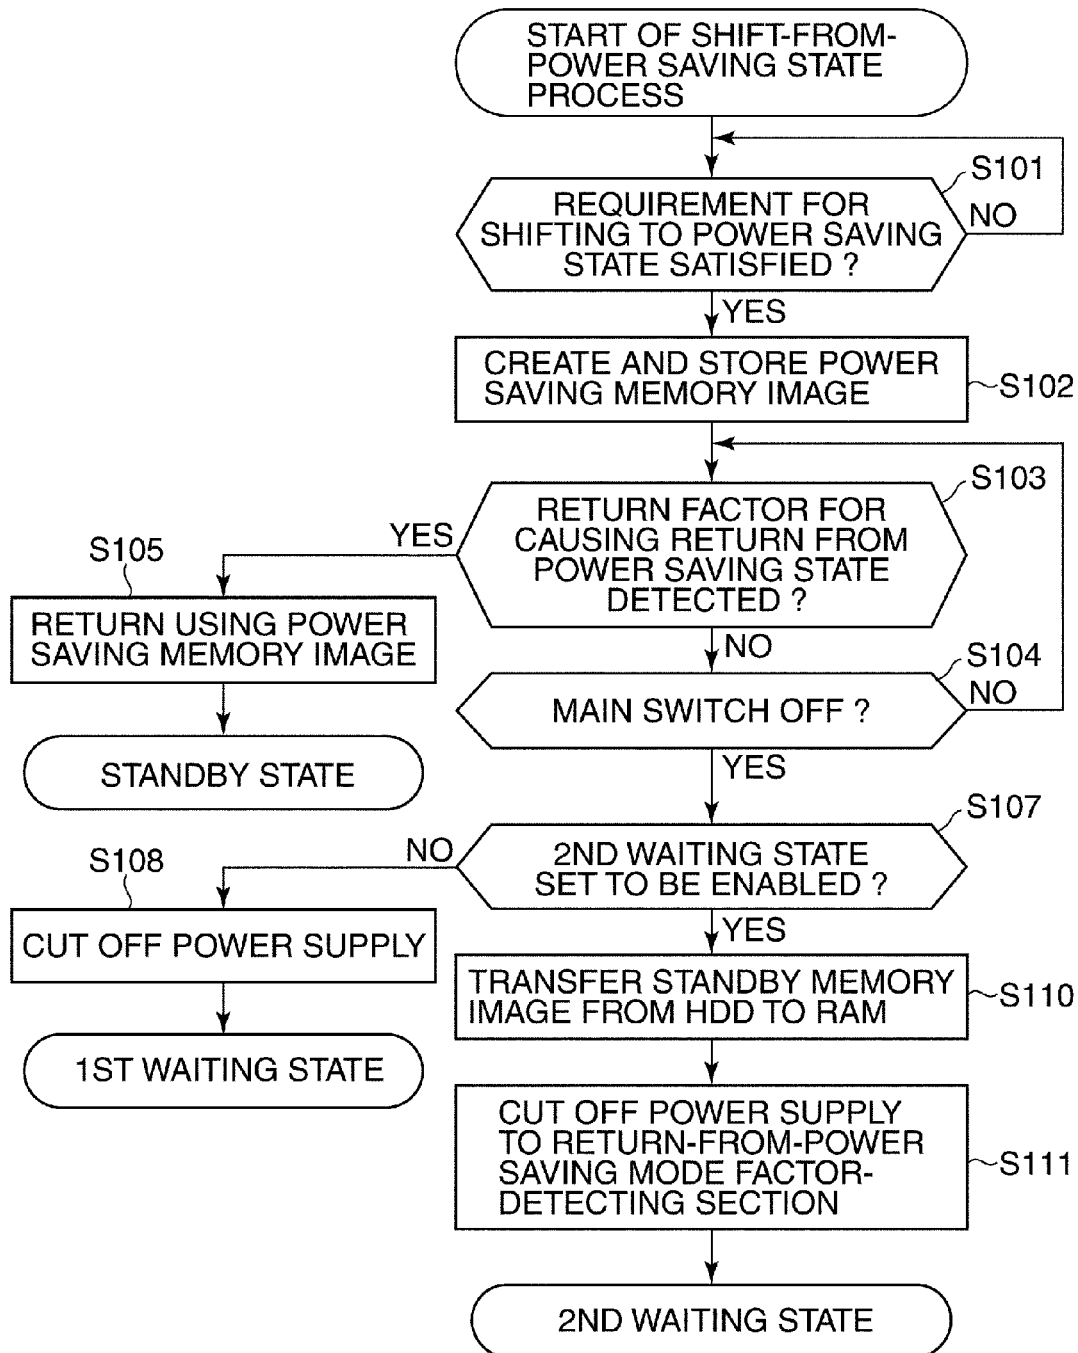 START OF SHIFT-FROM-
POWER SAVING STATE
PROCESS
S101
REQUIREMENT FOR
SHIFTING TO POWER SAVING
STATE SATISFIED ?
NO
YES
CREATE AND STORE POWER
SAVING MEMORY IMAGE
S102
S103
RETURN FACTOR FOR
CAUSING RETURN FROM
POWER SAVING STATE
DETECTED ?
YES
S105
RETURN USING POWER
SAVING MEMORY IMAGE
STANDBY STATE
NO
S104
MAIN SWITCH OFF ?
NO
YES
S107
2ND WAITING STATE
SET TO BE ENABLED ?
NO
S108
CUT OFF POWER SUPPLY
1ST WAITING STATE
YES
TRANSFER STANDBY MEMORY
IMAGE FROM HDD TO RAM
S110
CUT OFF POWER SUPPLY
TO RETURN-FROM-POWER
SAVING MODE FACTOR-
DETECTING SECTION
S111
2ND WAITING STATE